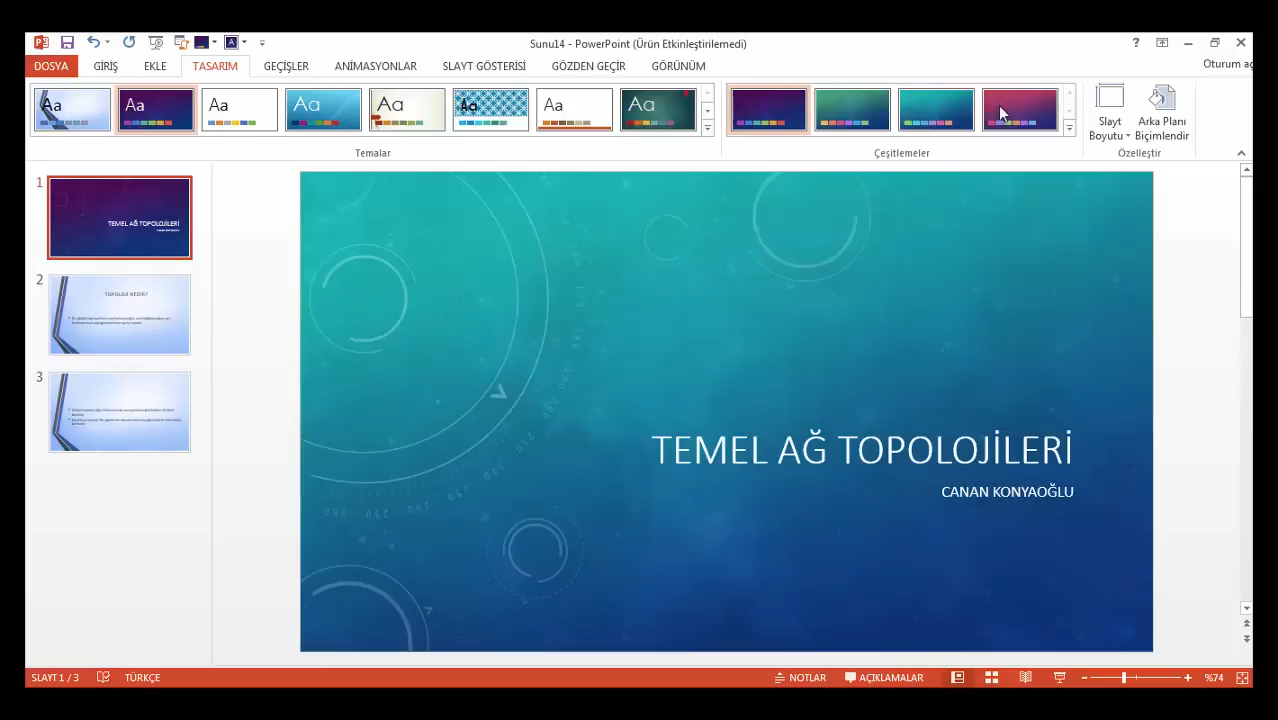 Sunu14 - PowerPoint (Ürün Etkinleştirilemedi)
DOSYA GİRİŞ EKLE TASARIM GEÇİŞLER ANİMASYONLAR SLAYT GÖSTERİSİ GÖZDEN GEÇİR GÖRÜNÜM Oturum aç
Aa Aa Aa Aa Aa Aa Aa Aa
Slayt Boyutu
Arka Planı Biçimlendir
Temalar Çeşitlemeler Özelleştir
1
TEMEL AĞ TOPOLOJİLERİ
CANAN KONYAOĞLU
2
TOPOLOJİ NEDİR?
3
TEMEL AĞ TOPOLOJİLERİ
CANAN KONYAOĞLU
SLAYT 1 / 3 TÜRKÇE NOTLAR AÇIKLAMALAR %74